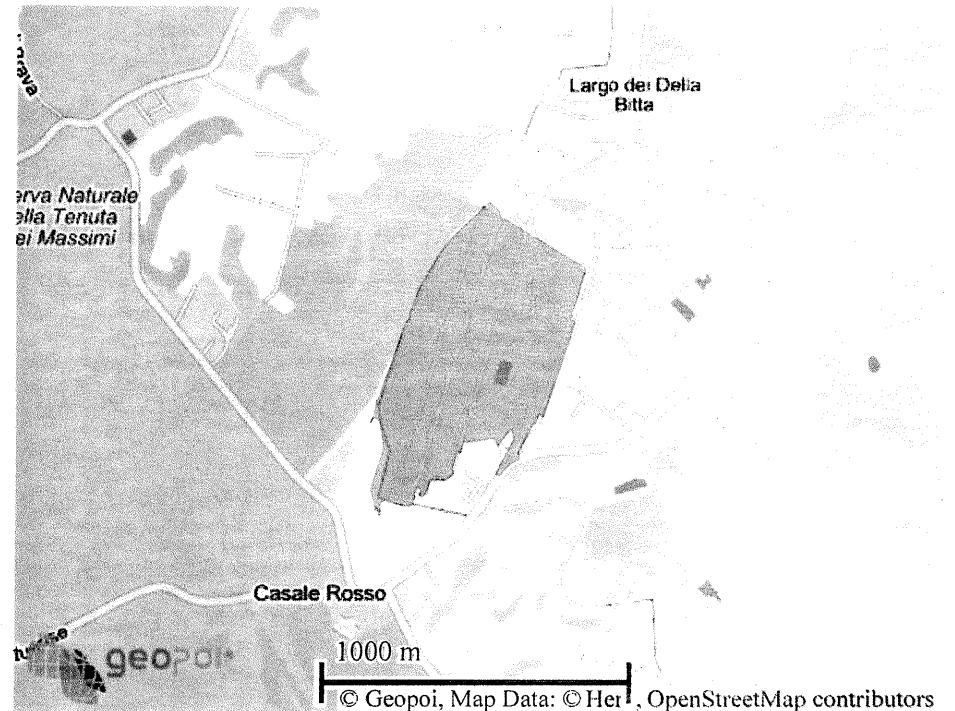 Largo dei Della
Bitta
erva Naturale
ella Tenuta
ei Massimi
Casale Rosso
geopoi
1000 m
© Geopoi, Map Data: © Her , OpenStreetMap contributors